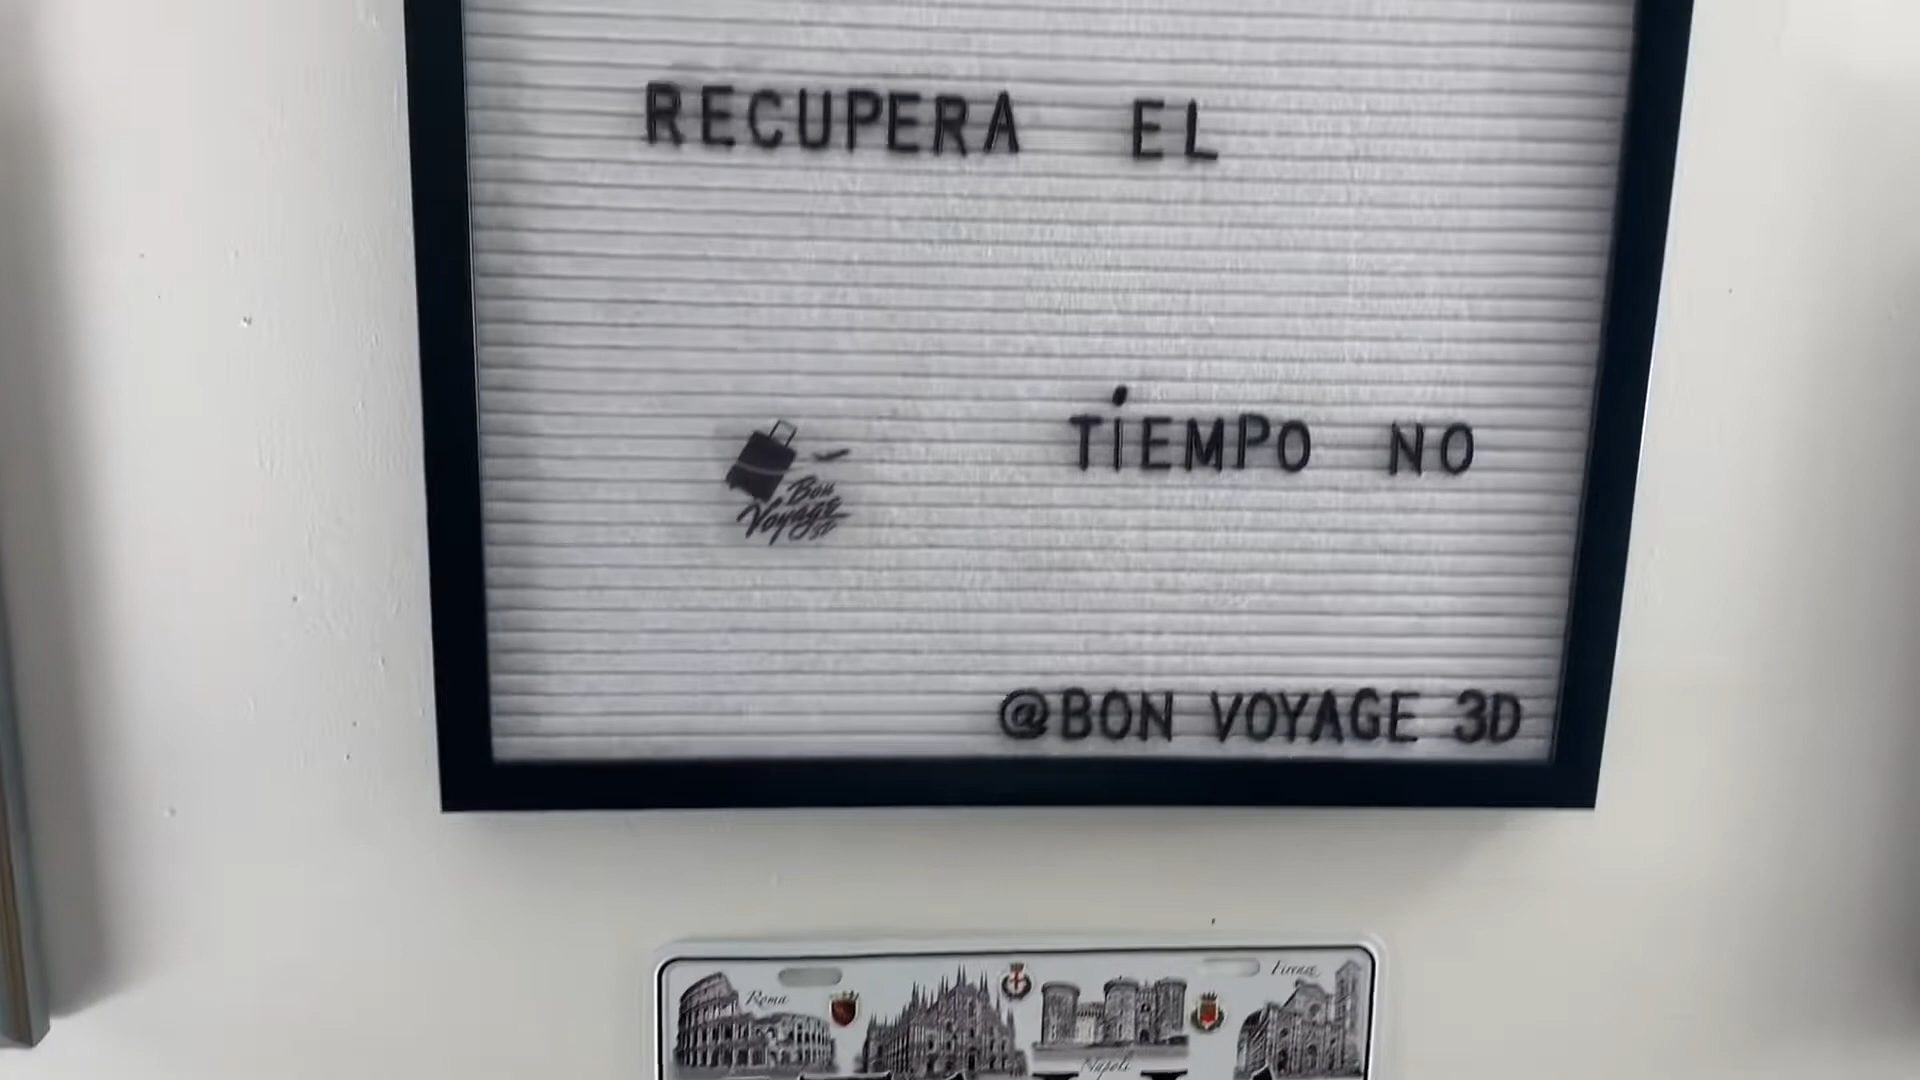 RECUPERA EL
TIEMPO NO
Bon
Voyage
@BON VOYAGE 3D
Roma
Firenze
Napoli